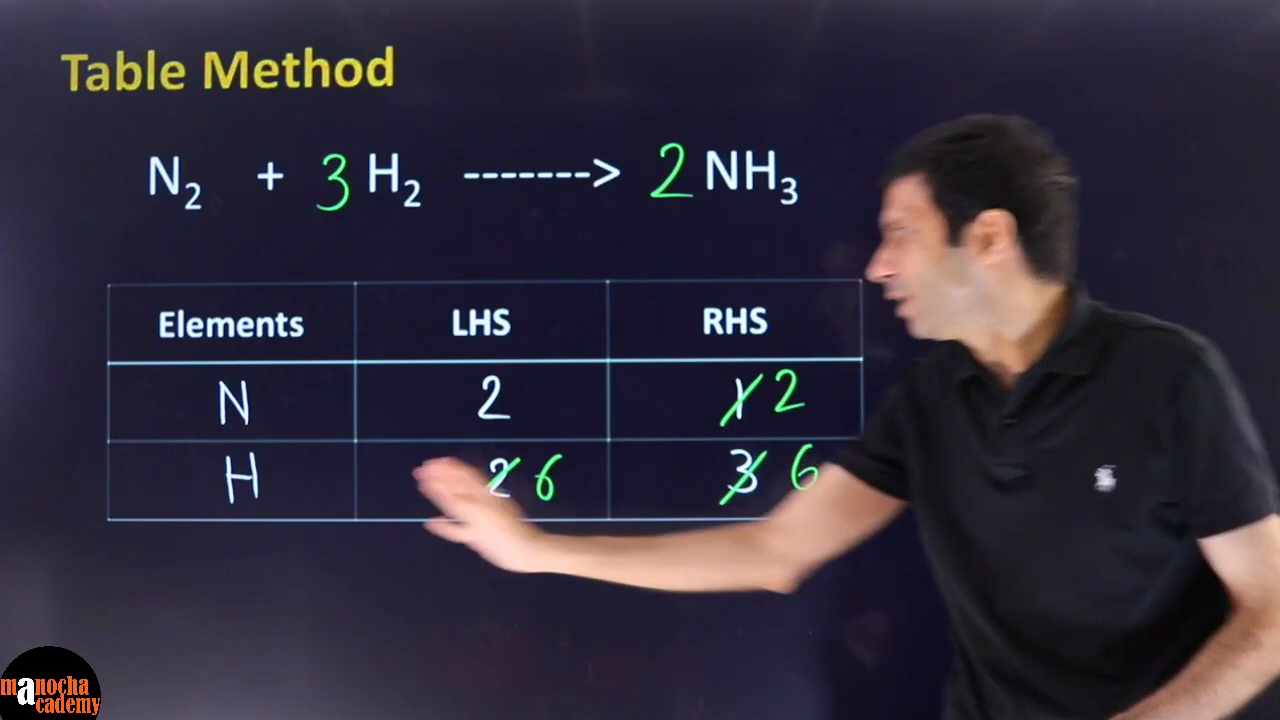 Table Method
N₂ + 3 H₂ -------> 2 NH₃
Elements LHS RHS
N 2 1 2
H 2 6 3 6
manocha
academy